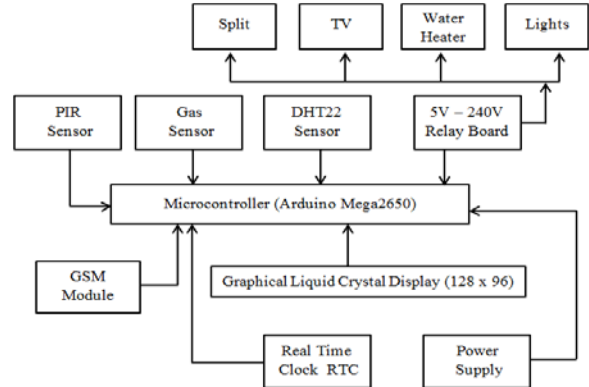 Split
TV
Water
Heater
Lights
PIR
Sensor
Gas
Sensor
DHT22
Sensor
5V – 240V
Relay Board
Microcontroller (Arduino Mega2650)
GSM
Module
Graphical Liquid Crystal Display (128 x 96)
Real Time
Clock RTC
Power
Supply